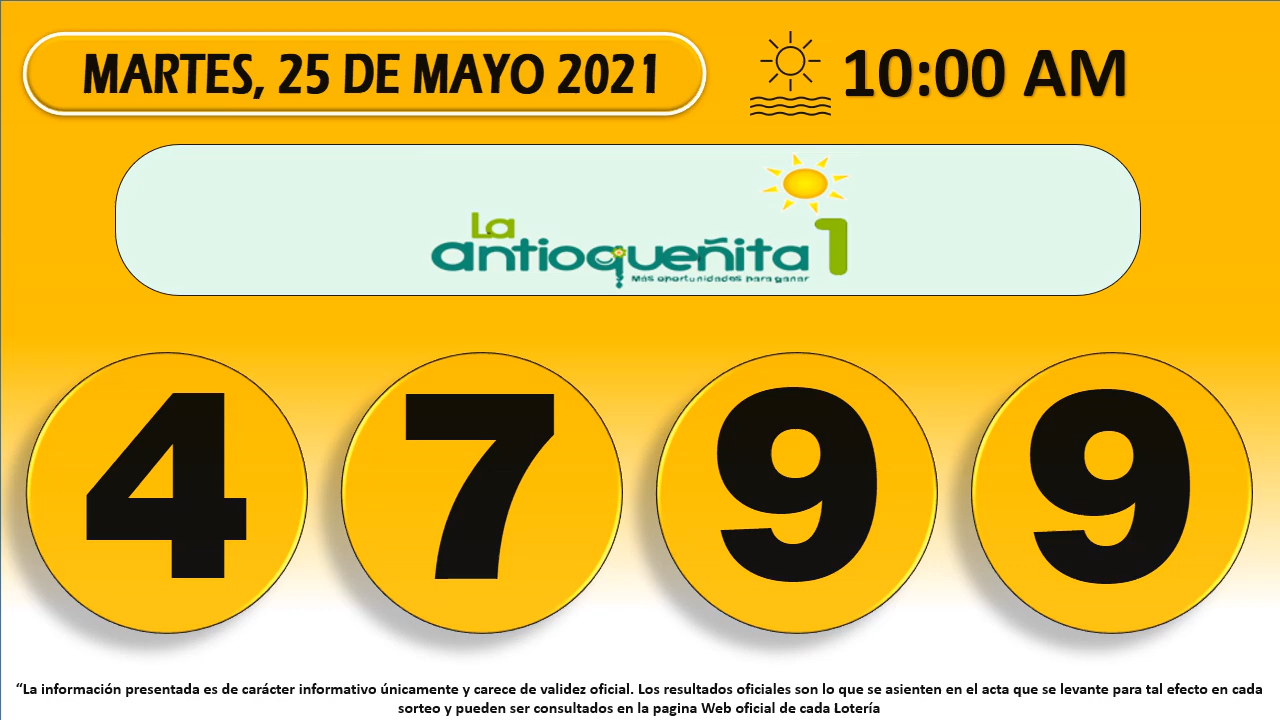 MARTES, 25 DE MAYO 2021
10:00 AM
La
antioqueñita 1
Más oportunidades para ganar
4 7 9 9
“La información presentada es de carácter informativo únicamente y carece de validez oficial. Los resultados oficiales son lo que se asienten en el acta que se levante para tal efecto en cada
sorteo y pueden ser consultados en la pagina Web oficial de cada Lotería